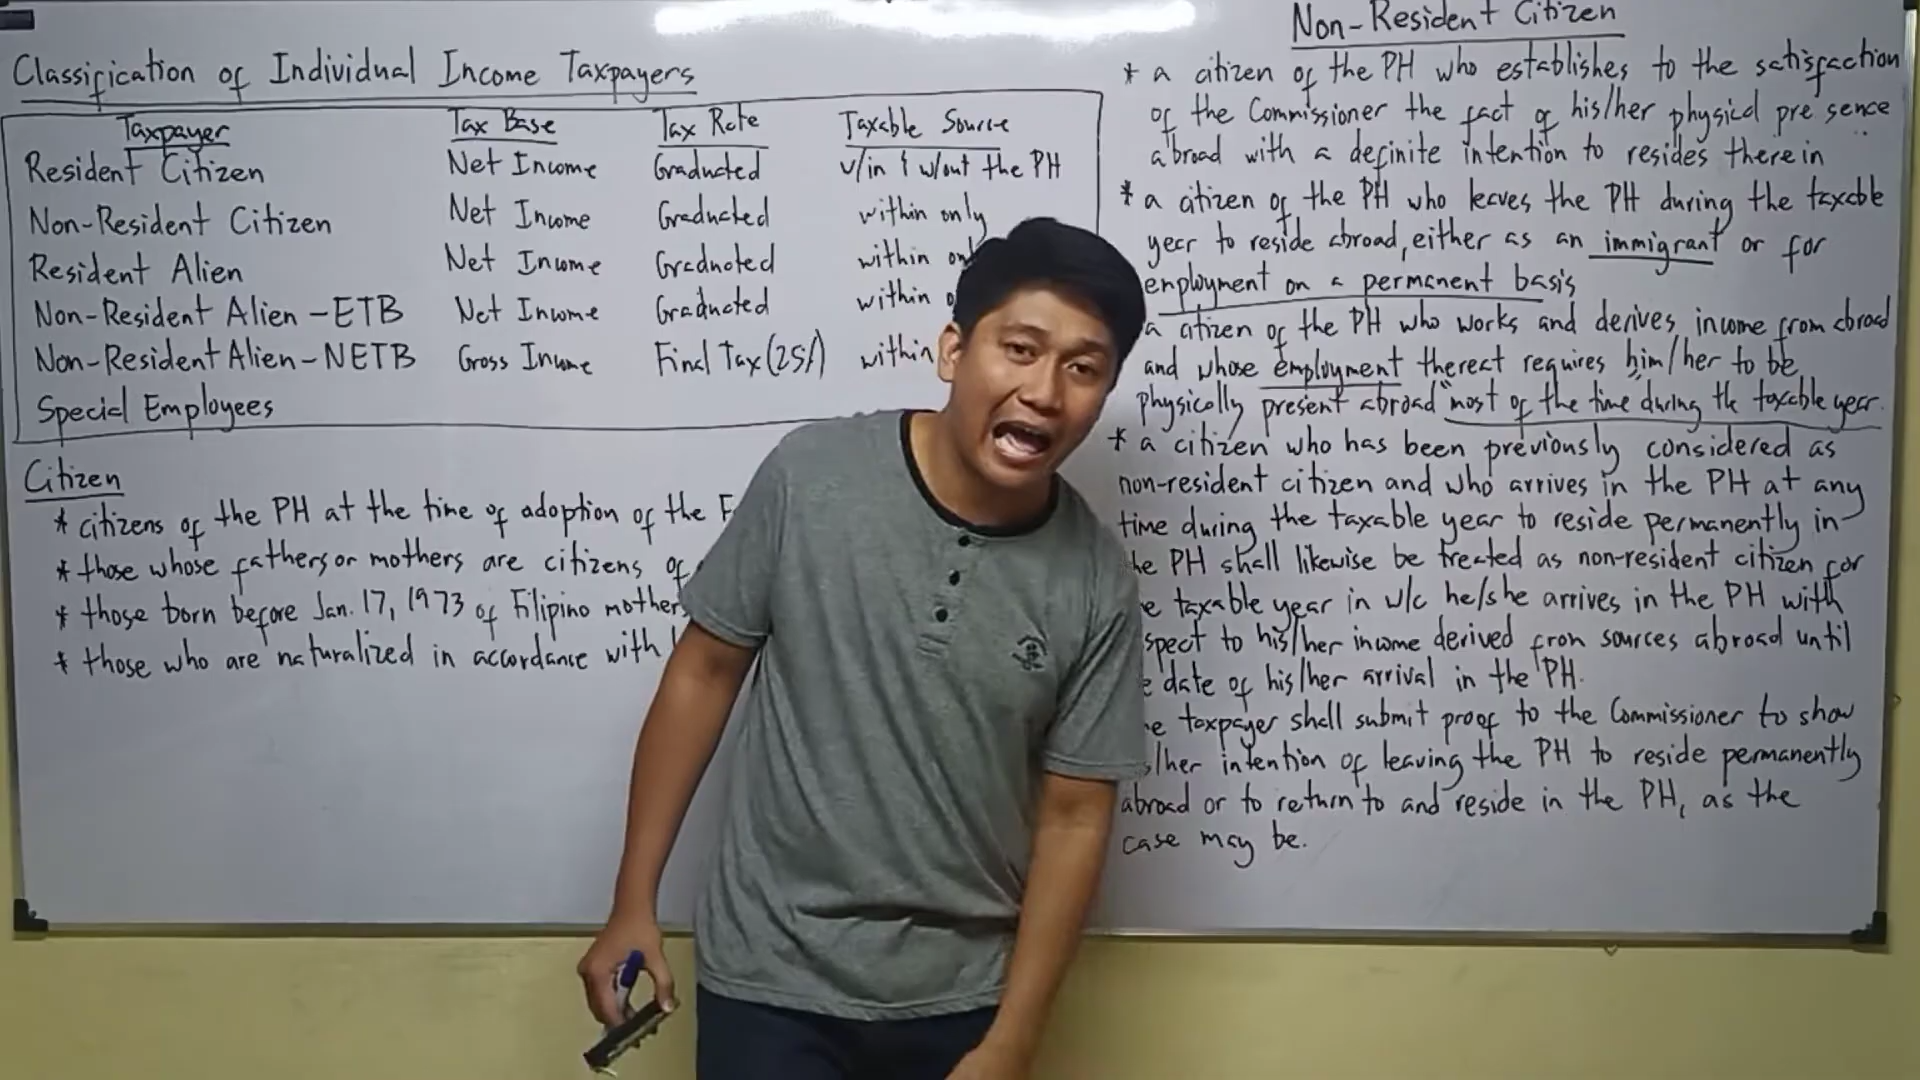 Classification of Individual Income Taxpayers
Taxpayer Tax Base Tax Rate Taxable Source
Resident Citizen Net Income Graduated w/in & w/out the PH
Non-Resident Citizen Net Income Graduated within only
Resident Alien Net Income Graduated within
Non-Resident Alien - ETB Net Income Graduated within
Non-Resident Alien - NETB Gross Income Final Tax (25%) within
Special Employees
Citizen
* citizens of the PH at the time of adoption of the
* those whose fathers or mothers are citizens of
* those born before Jan. 17, 1973 of Filipino mother
* those who are naturalized in accordance with
Non-Resident Citizen
* a citizen of the PH who establishes to the satisfaction
of the Commissioner the fact of his/her physical presence
abroad with a definite intention to resides therein
* a citizen of the PH who leaves the PH during the taxable
year to reside abroad, either as an immigrant or for
employment on a permanent basis
a citizen of the PH who works and derives income from abroad
and whose employment thereat requires him/her to be
physically present abroad "most of the time" during the taxable year.
* a citizen who has been previously considered as
non-resident citizen and who arrives in the PH at any
time during the taxable year to reside permanently in
the PH shall likewise be treated as non-resident citizen for
taxable year in w/c he/she arrives in the PH with
spect to his/her income derived from sources abroad until
date of his/her arrival in the PH.
taxpayer shall submit proof to the Commissioner to show
/her intention of leaving the PH to reside permanently
abroad or to return to and reside in the PH, as the
case may be.